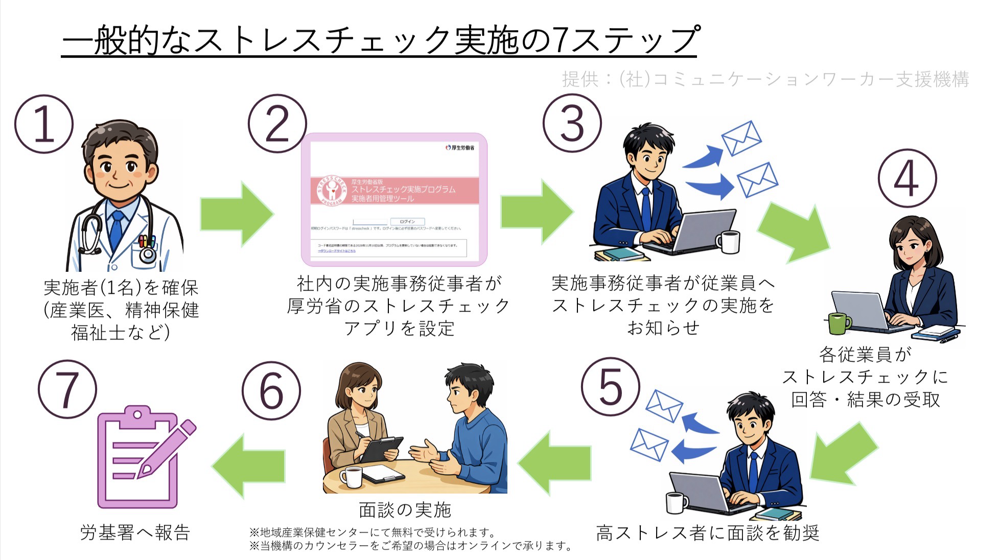 一般的なストレスチェック実施の7ステップ
提供：(社)コミュニケーションワーカー支援機構
①
実施者(1名)を確保
(産業医、精神保健
福祉士など)
②
厚生労働省
STRESSCHECK PROGRAM
厚生労働省版
ストレスチェック実施プログラム
実施者用管理ツール
ログイン
初期ログインパスワードは「 stresscheck 」です。ログイン後に必ず任意のパスワードへ変更してください。
コード署名証明書の期限である2028年11月10日以降、プログラムを更新していない場合は起動できなくなります。
→ダウンロードサイトはこちら
社内の実施事務従事者が
厚労省のストレスチェック
アプリを設定
③
実施事務従事者が従業員へ
ストレスチェックの実施を
お知らせ
④
各従業員が
ストレスチェックに
回答・結果の受取
⑤
高ストレス者に面談を勧奨
⑥
面談の実施
※地域産業保健センターにて無料で受けられます。
※当機構のカウンセラーをご希望の場合はオンラインで承ります。
⑦
労基署へ報告